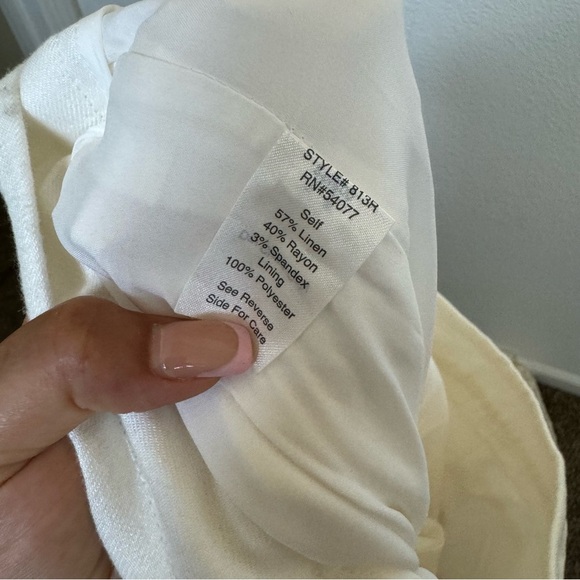 STYLE# 813R
RN#54077
Self
57% Linen
40% Rayon
3% Spandex
Lining
100% Polyester
See Reverse
Side For Care